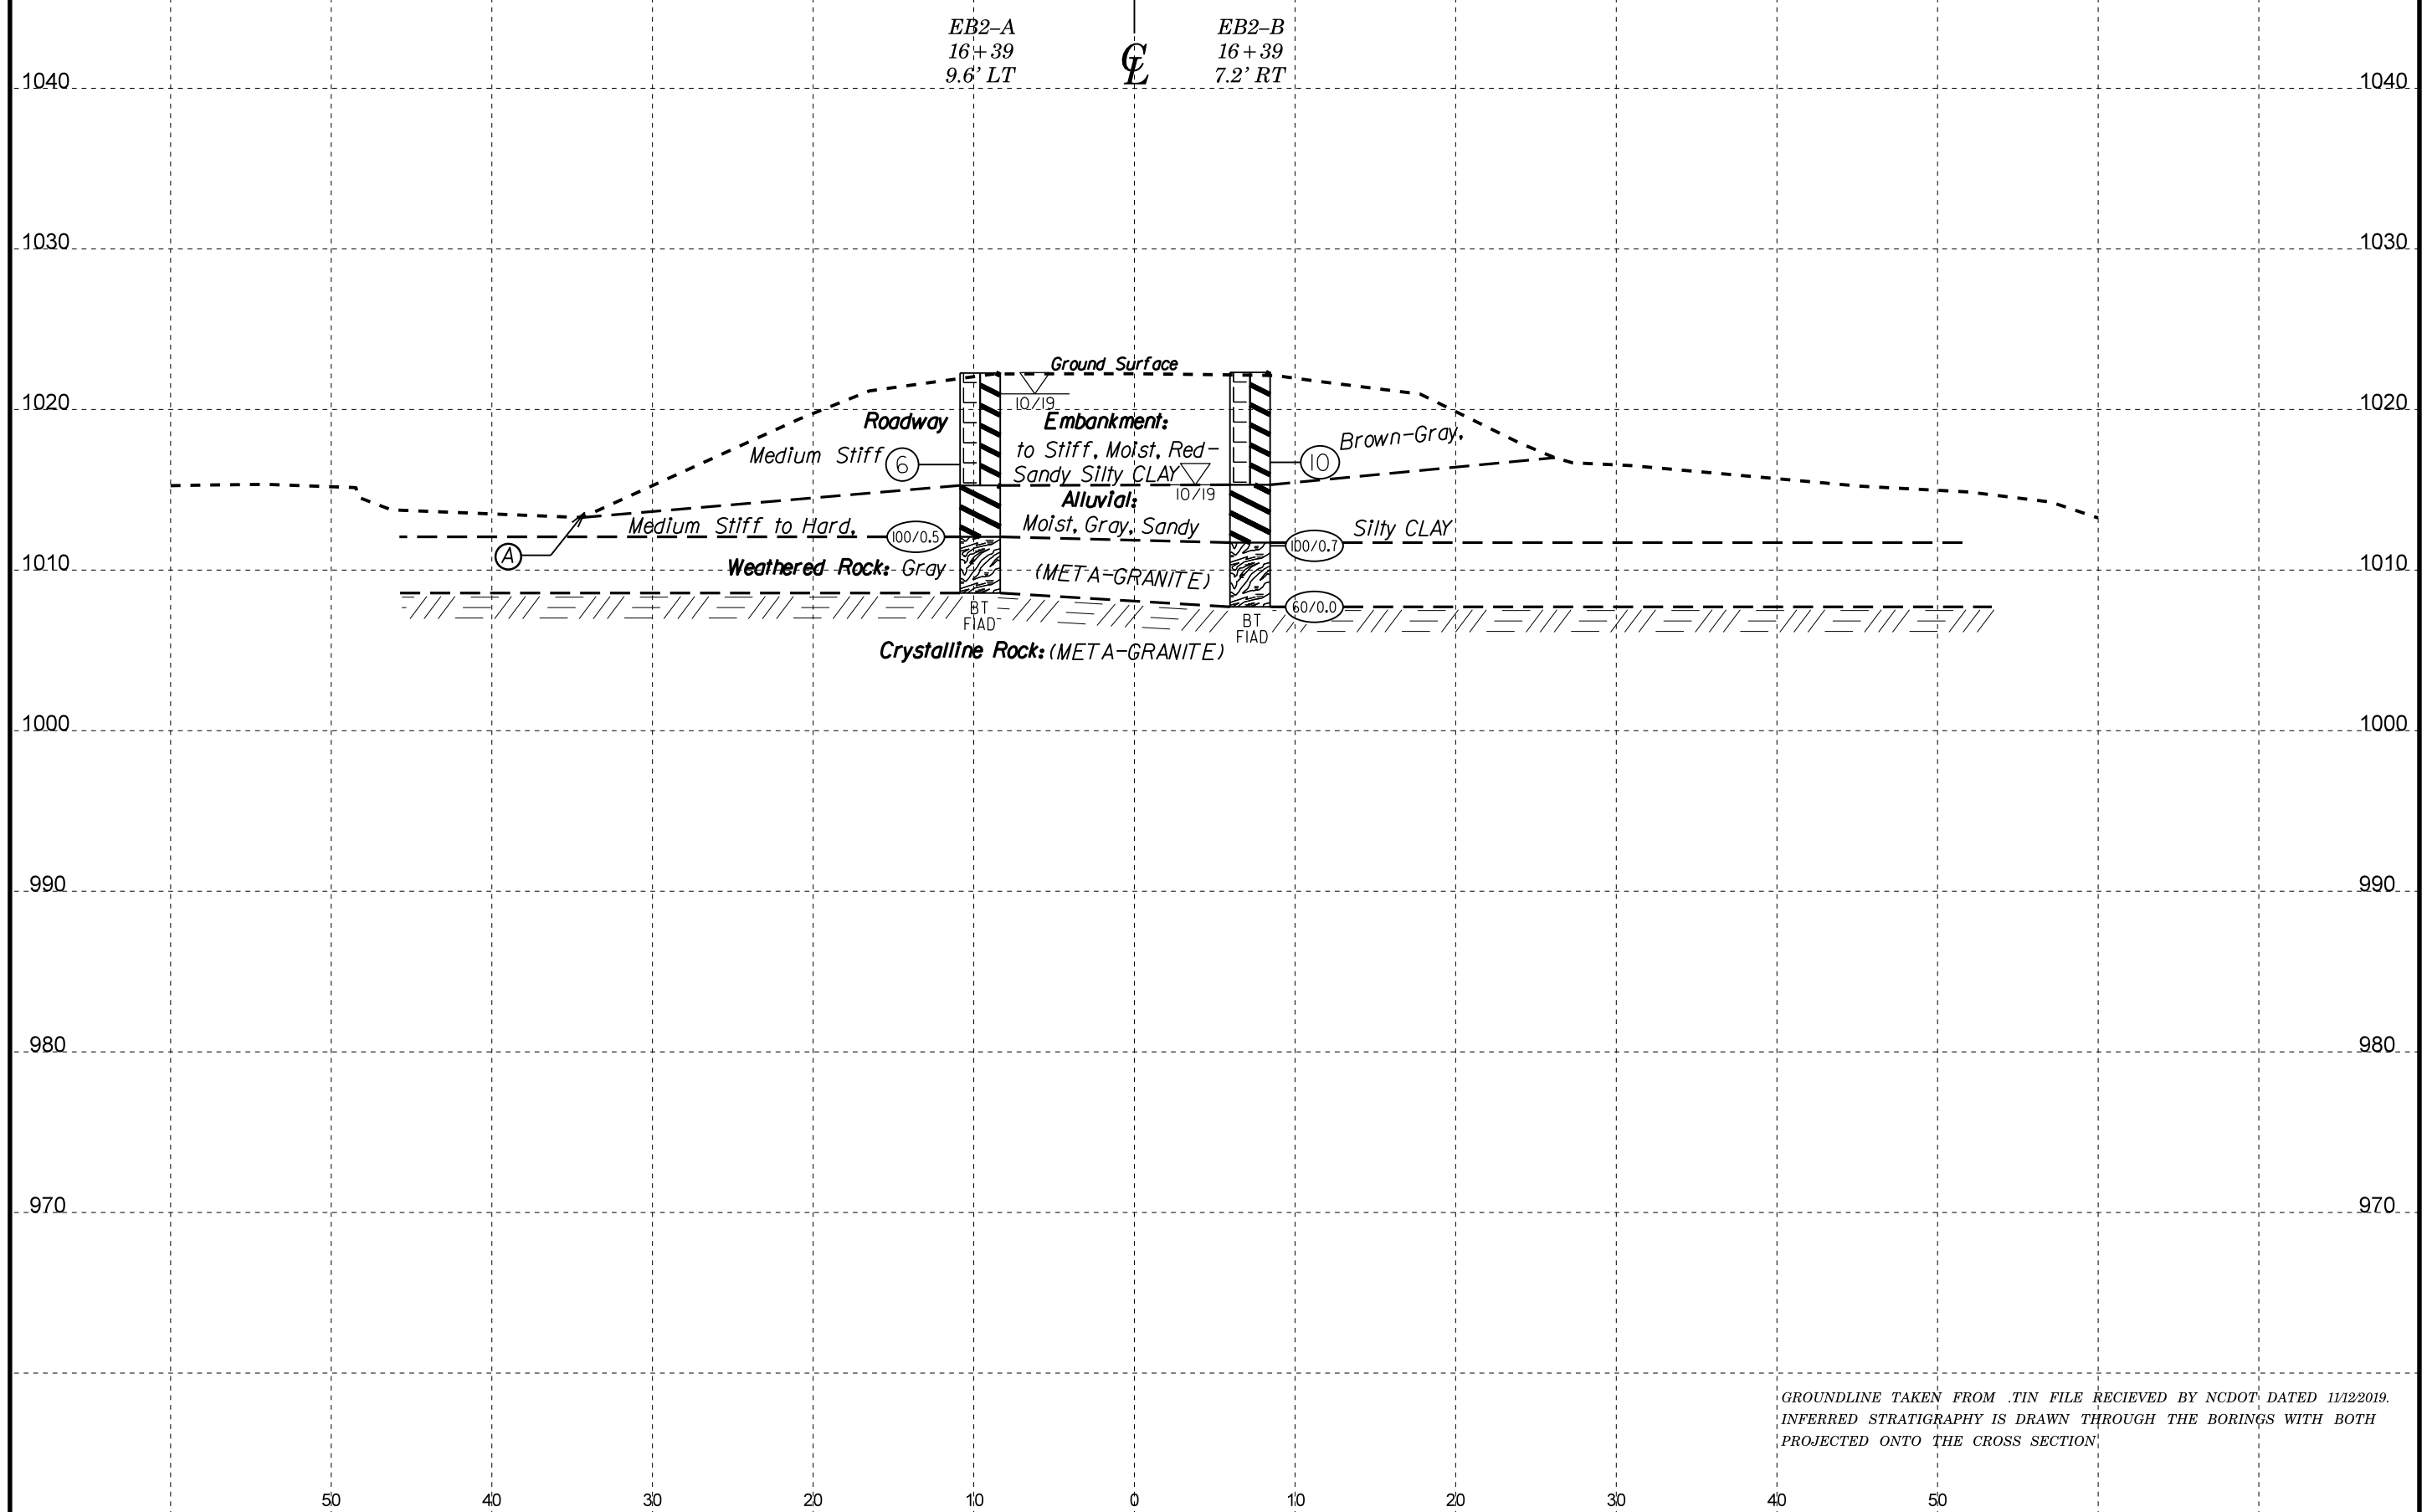 EB2–A
16+39
9.6' LT
CL
EB2–B
16+39
7.2' RT
1040 1040
1030 1030
Ground Surface
1020 1020
10/19
Roadway Embankment:
Medium Stiff 6 to Stiff, Moist, Red- 10 Brown-Gray,
Sandy Silty CLAY
10/19
Alluvial:
Medium Stiff to Hard, Moist, Gray, Sandy Silty CLAY
100/0.5 100/0.7
A
1010 1010
Weathered Rock: Gray (META-GRANITE)
60/0.0
BT
FIAD
BT
FIAD
Crystalline Rock: (META-GRANITE)
1000 1000
990 990
980 980
970 970
GROUNDLINE TAKEN FROM .TIN FILE RECIEVED BY NCDOT DATED 11/12/2019.
INFERRED STRATIGRAPHY IS DRAWN THROUGH THE BORINGS WITH BOTH
PROJECTED ONTO THE CROSS SECTION
50 40 30 20 10 0 10 20 30 40 50